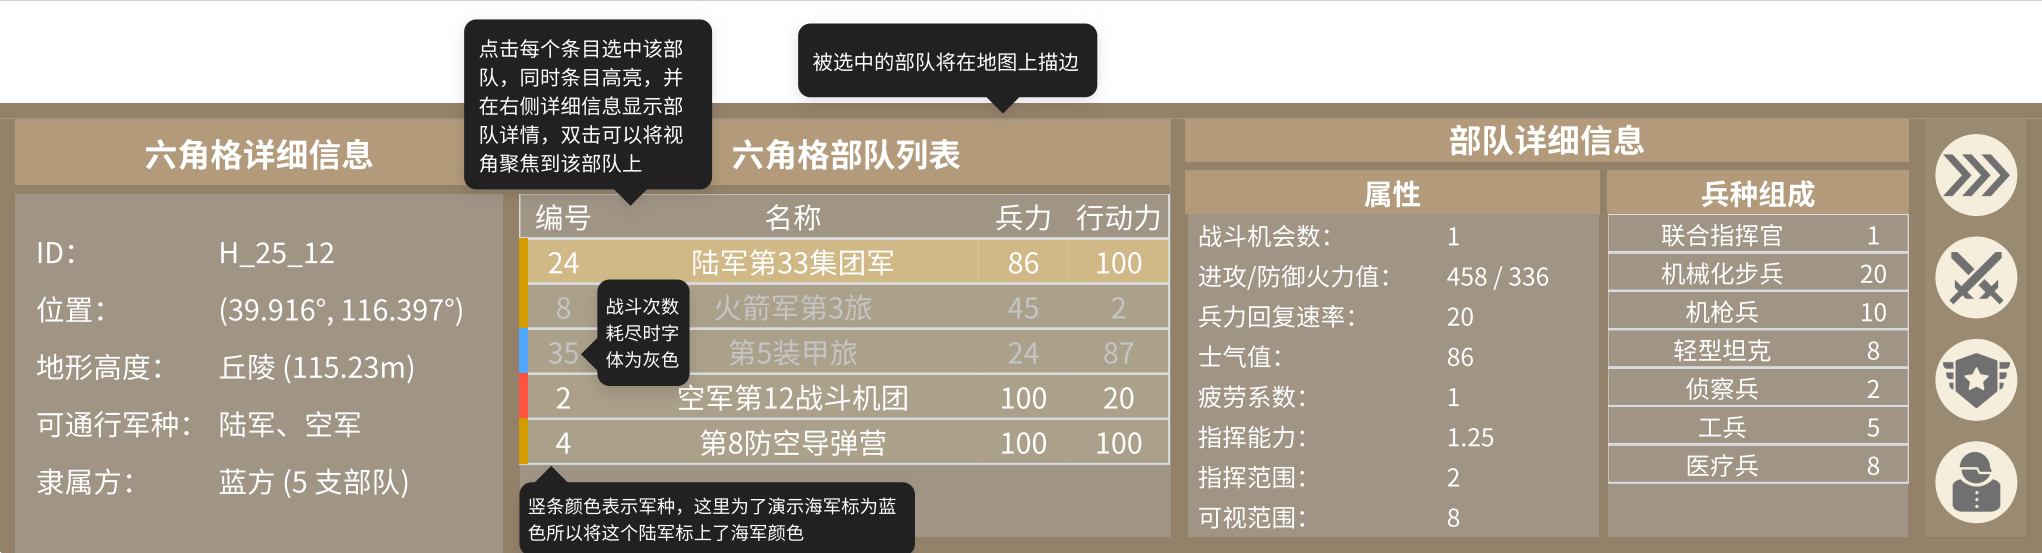 点击每个条目选中该部
队，同时条目高亮，并
在右侧详细信息显示部
队详情，双击可以将视
角聚焦到该部队上
被选中的部队将在地图上描边
六角格详细信息
ID： H_25_12
位置： (39.916°, 116.397°)
地形高度： 丘陵 (115.23m)
可通行军种： 陆军、空军
隶属方： 蓝方 (5 支部队)
六角格部队列表
编号 名称 兵力 行动力
24 陆军第33集团军 86 100
8 火箭军第3旅 45 2
35 第5装甲旅 24 87
2 空军第12战斗机团 100 20
4 第8防空导弹营 100 100
战斗次数
耗尽时字
体为灰色
竖条颜色表示军种，这里为了演示海军标为蓝
色所以将这个陆军标上了海军颜色
部队详细信息
属性
战斗机会数： 1
进攻/防御火力值： 458 / 336
兵力回复速率： 20
士气值： 86
疲劳系数： 1
指挥能力： 1.25
指挥范围： 2
可视范围： 8
兵种组成
联合指挥官 1
机械化步兵 20
机枪兵 10
轻型坦克 8
侦察兵 2
工兵 5
医疗兵 8